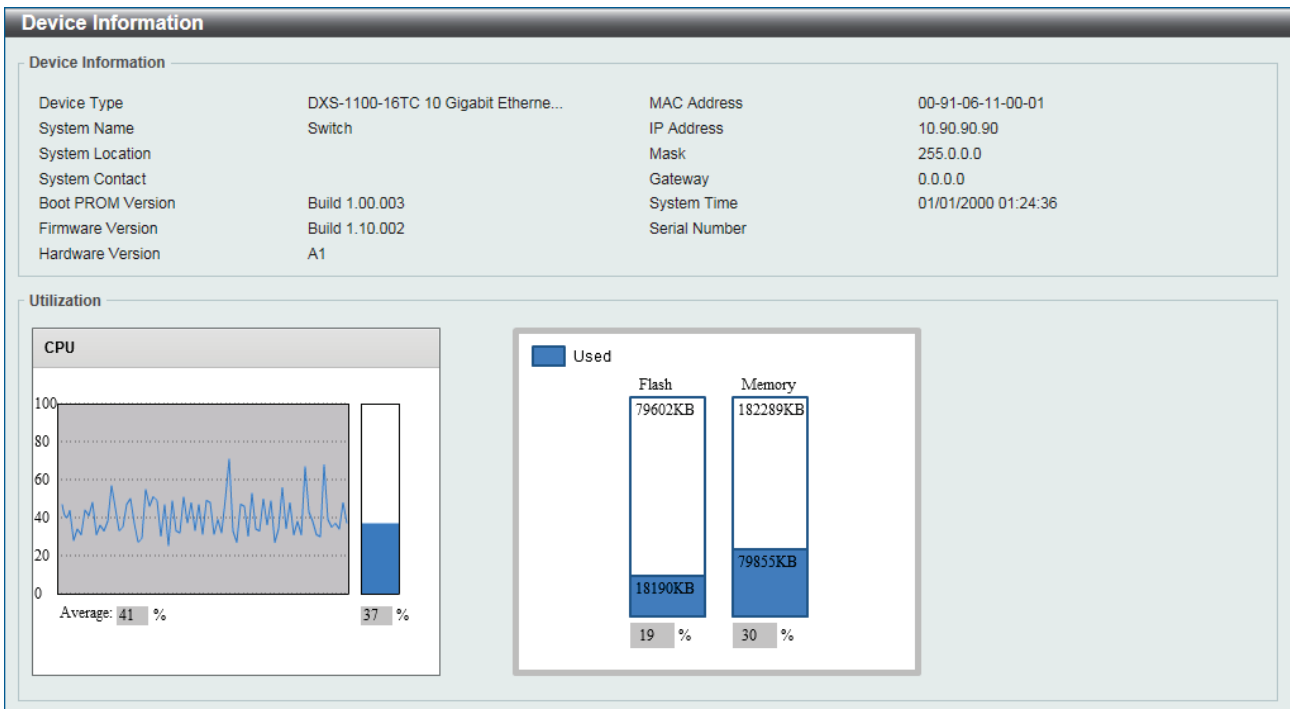 Device Information
Device Information
Device Type DXS-1100-16TC 10 Gigabit Etherne... MAC Address 00-91-06-11-00-01
System Name Switch IP Address 10.90.90.90
System Location Mask 255.0.0.0
System Contact Gateway 0.0.0.0
Boot PROM Version Build 1.00.003 System Time 01/01/2000 01:24:36
Firmware Version Build 1.10.002 Serial Number
Hardware Version A1
Utilization
CPU
100
80
60
40
20
0
Average: 41 % 37 %
Used
Flash Memory
79602KB 182289KB
79855KB
18190KB
19 % 30 %